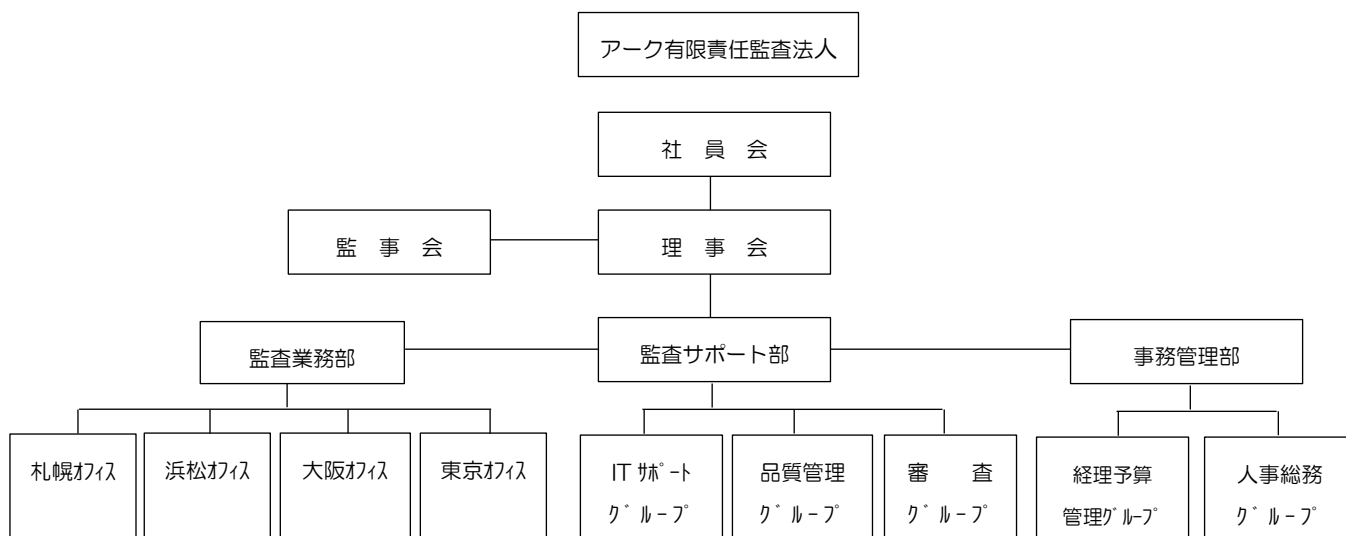 アーク有限責任監査法人
社　員　会
監　事　会
理　事　会
監査業務部
監査サポート部
事務管理部
札幌ｵﾌｨｽ
浜松ｵﾌｨｽ
大阪ｵﾌｨｽ
東京ｵﾌｨｽ
IT ｻﾎﾟｰﾄ
ｸﾞﾙｰﾌﾟ
品質管理
ｸﾞﾙｰﾌﾟ
審　　査
ｸﾞﾙｰﾌﾟ
経理予算
管理ｸﾞﾙｰﾌﾟ
人事総務
ｸﾞﾙｰﾌﾟ